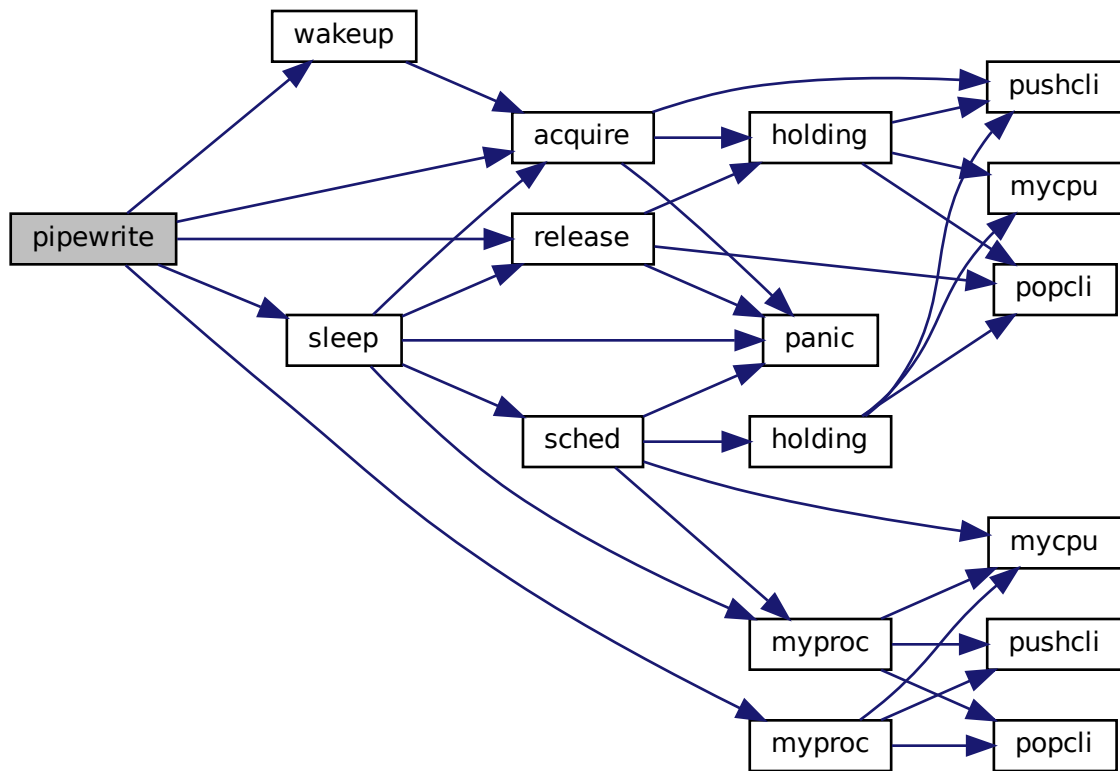 wakeup
pushcli
acquire
holding
mycpu
pipewrite
release
popcli
sleep
panic
sched
holding
mycpu
myproc
pushcli
myproc
popcli